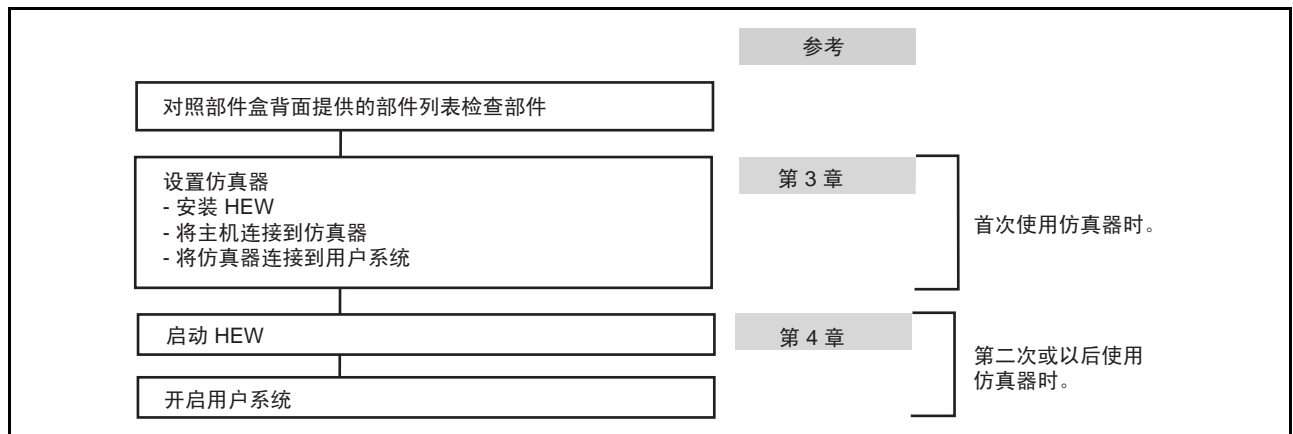 参考
对照部件盒背面提供的部件列表检查部件
设置仿真器
- 安装 HEW
- 将主机连接到仿真器
- 将仿真器连接到用户系统
第 3 章
首次使用仿真器时。
启动 HEW
第 4 章
开启用户系统
第二次或以后使用
仿真器时。